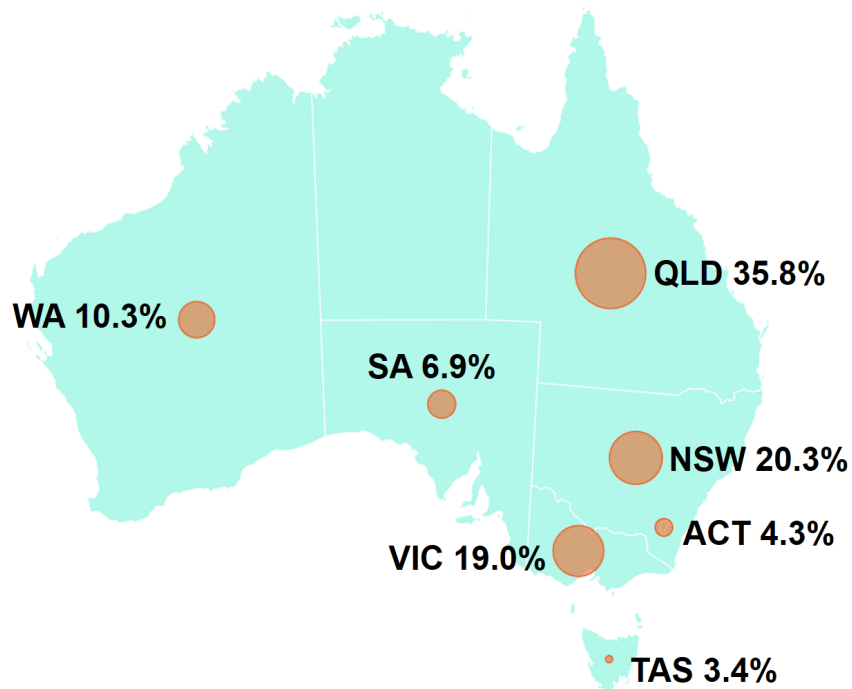 QLD 35.8%
WA 10.3%
SA 6.9%
NSW 20.3%
ACT 4.3%
VIC 19.0%
TAS 3.4%